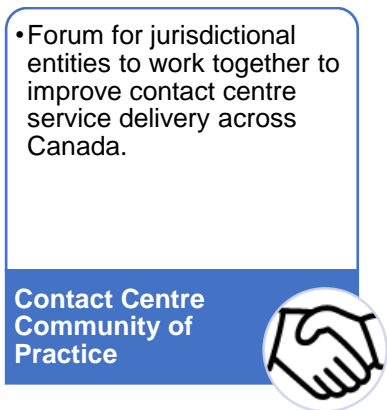 •Forum for jurisdictional
entities to work together to
improve contact centre
service delivery across
Canada.
Contact Centre
Community of
Practice